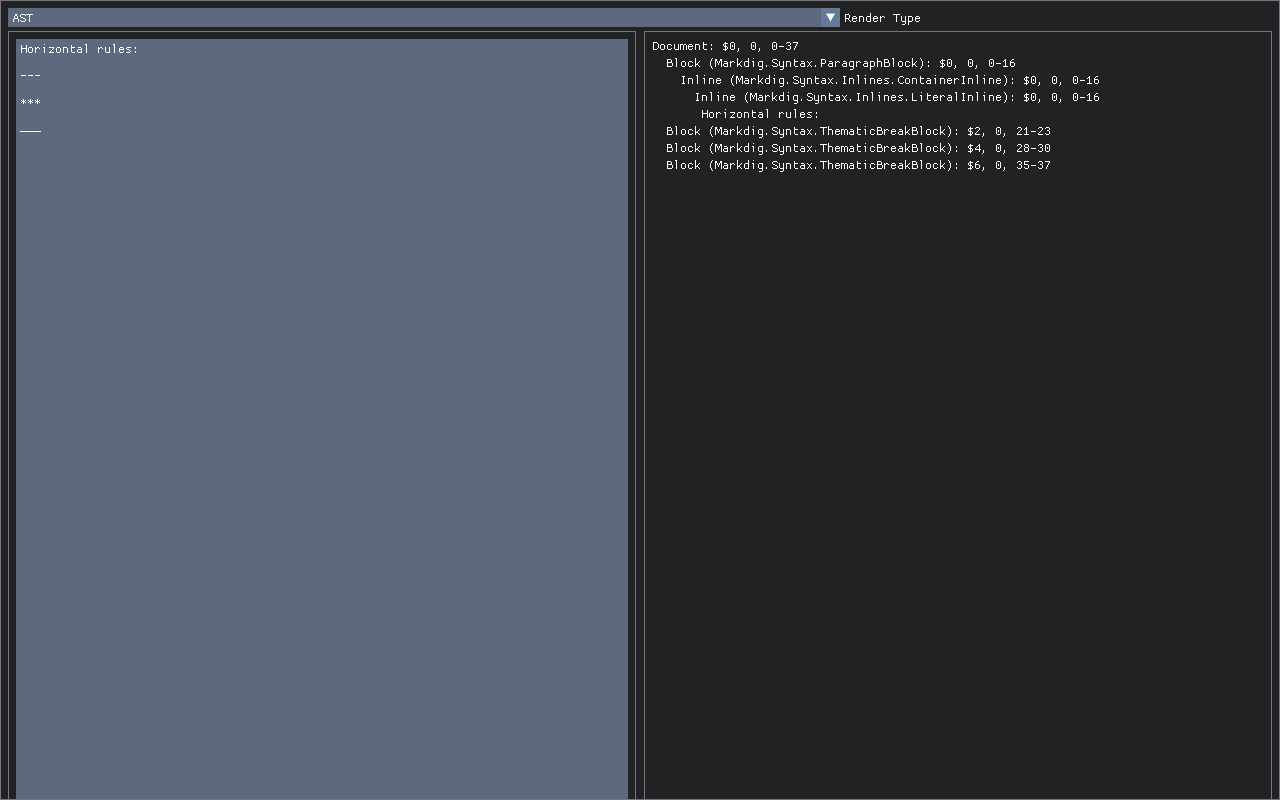 AST
▼ Render Type
Horizontal rules:
---
***
___
Document: $0, 0, 0-37
Block (Markdig.Syntax.ParagraphBlock): $0, 0, 0-16
Inline (Markdig.Syntax.Inlines.ContainerInline): $0, 0, 0-16
Inline (Markdig.Syntax.Inlines.LiteralInline): $0, 0, 0-16
Horizontal rules:
Block (Markdig.Syntax.ThematicBreakBlock): $2, 0, 21-23
Block (Markdig.Syntax.ThematicBreakBlock): $4, 0, 28-30
Block (Markdig.Syntax.ThematicBreakBlock): $6, 0, 35-37